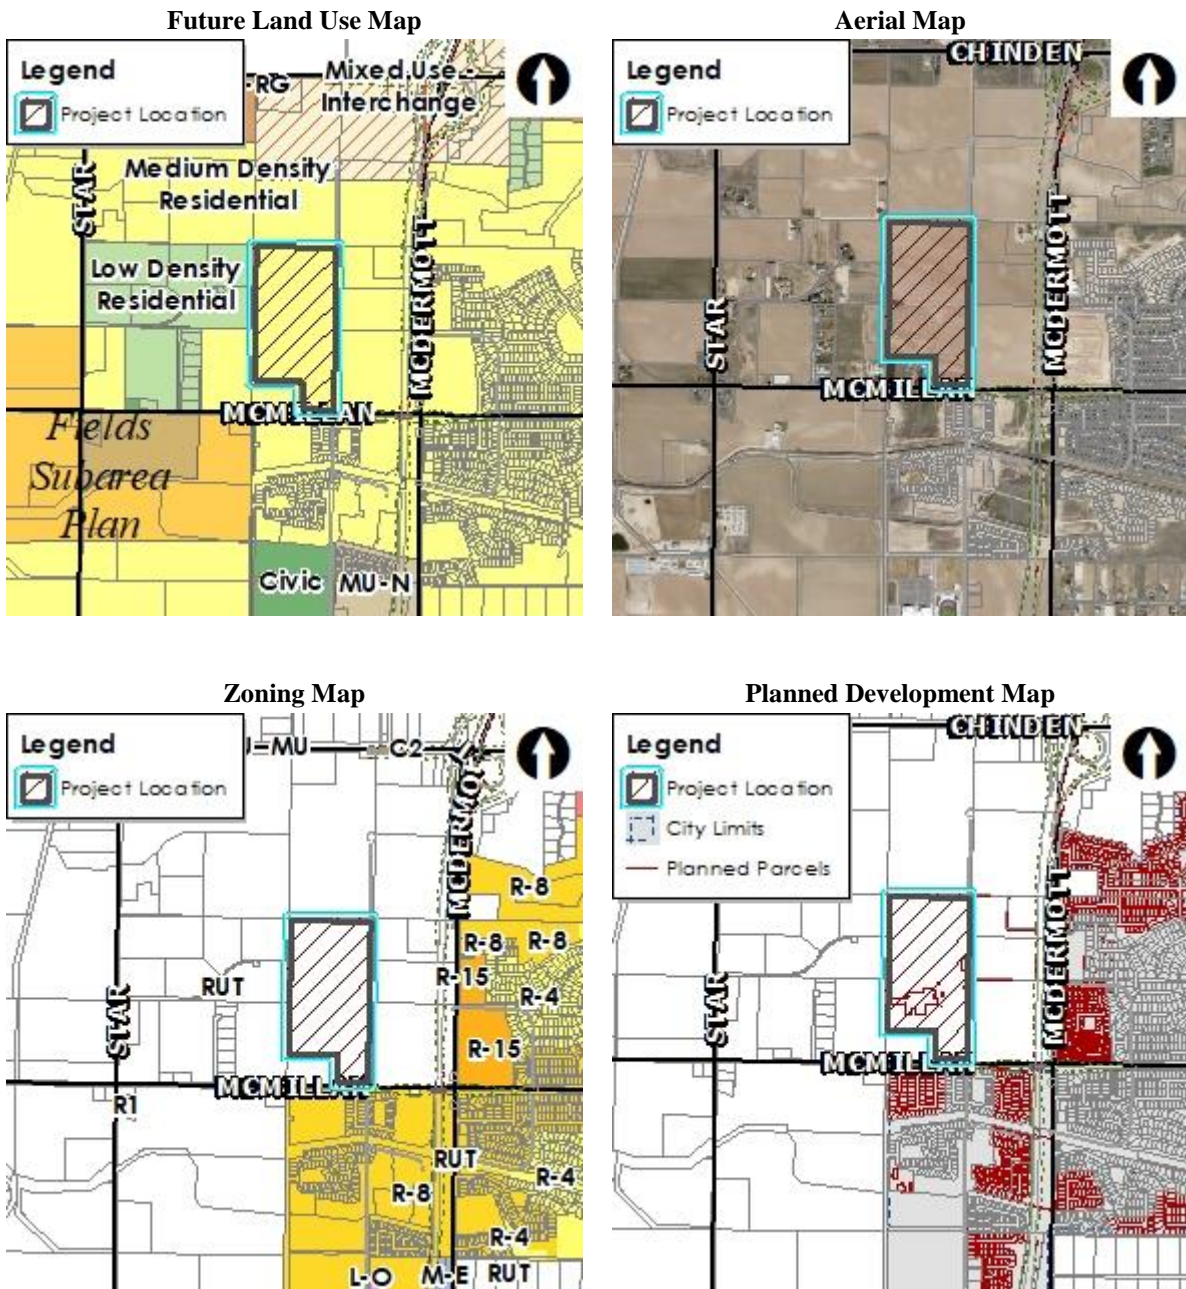 Future Land Use Map
Legend
Project Location
-RG
Mixed Use -
Interchange
Medium Density
Residential
STAR
MCDERMOTT
Low Density
Residential
MCMILLAN
Fields
Subarea
Plan
Civic
MU-N
Aerial Map
Legend
Project Location
CHINDEN
STAR
MCDERMOTT
MCMILLAN
Zoning Map
Legend
Project Location
-MU
C2
MCDERMOTT
R-8
R-8
R-8
R-15
RUT
R-4
STAR
R-15
MCMILLAN
R1
RUT
R-4
R-8
R-4
L-O
M-E
RUT
Planned Development Map
Legend
Project Location
City Limits
Planned Parcels
CHINDEN
MCDERMOTT
STAR
MCMILLAN